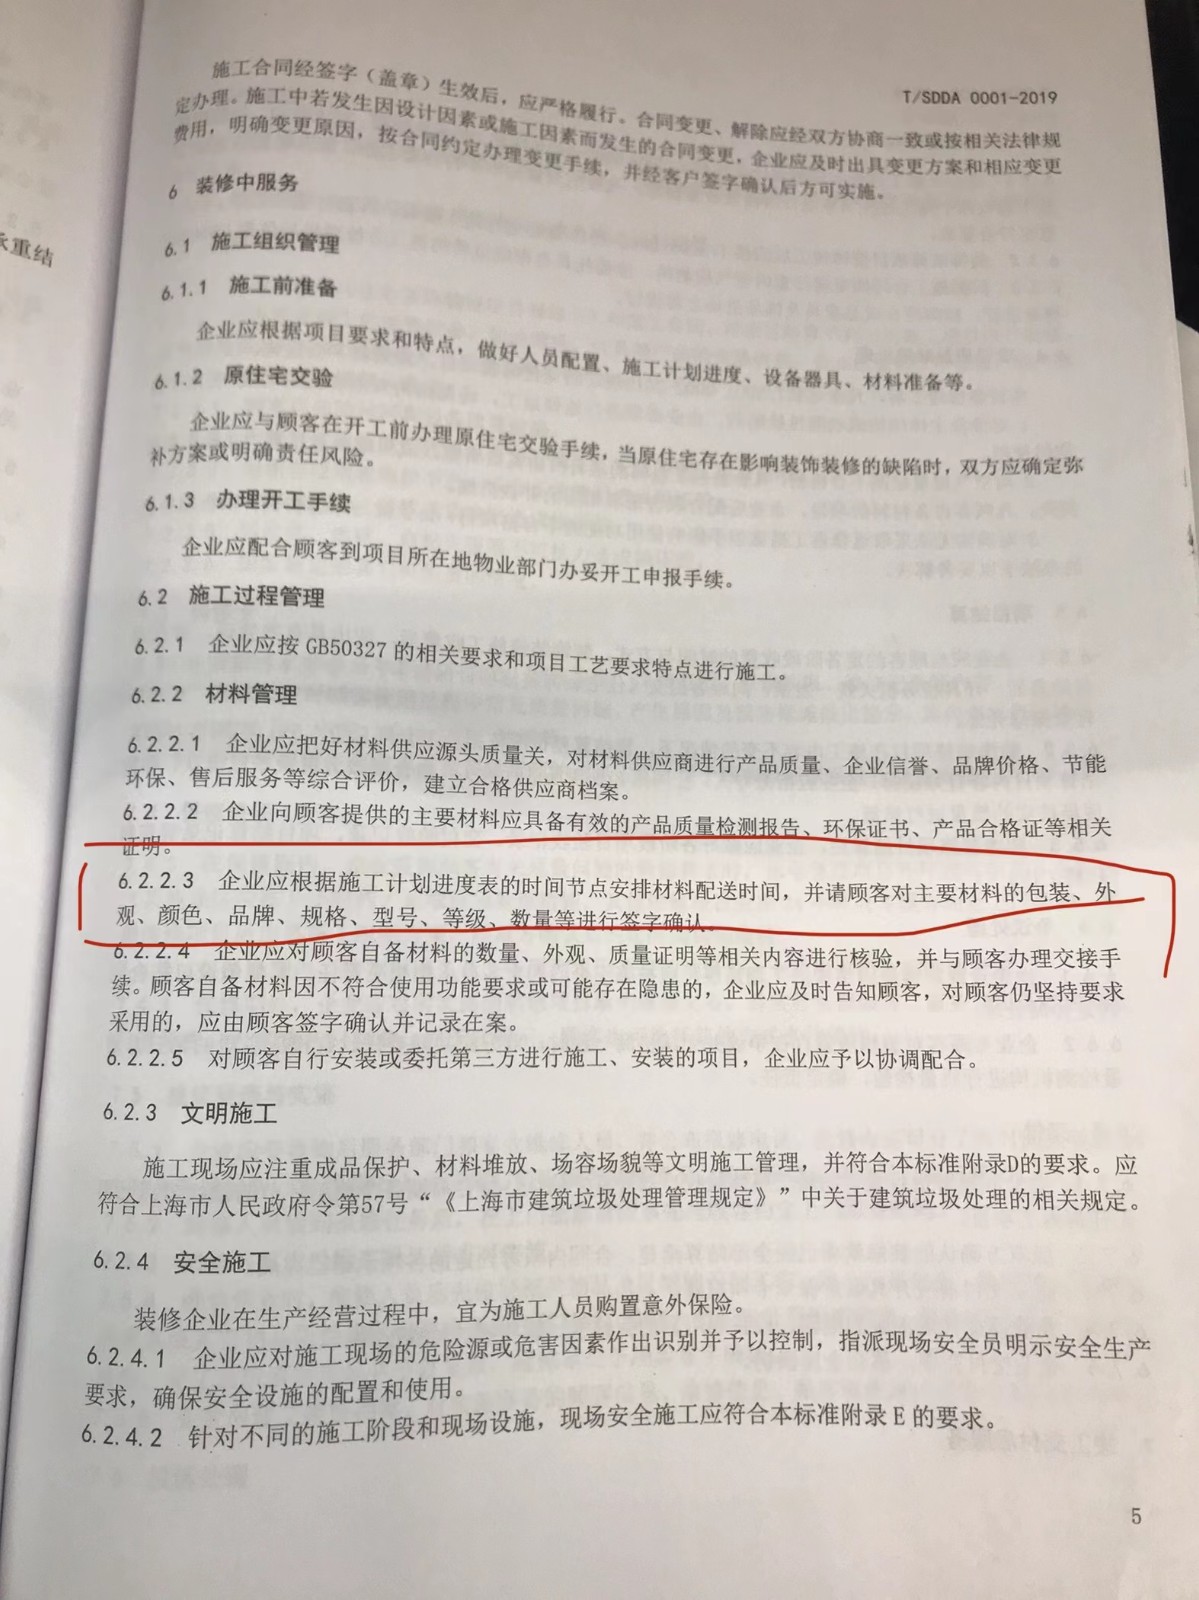 T/SDDA 0001-2019
施工合同经签字（盖章）生效后，应严格履行。合同变更、解除应经双方协商一致或按相关法律规
定办理。施工中若发生因设计因素或施工因素而发生的合同变更，企业应及时出具变更方案和相应变更
费用，明确变更原因，按合同约定办理变更手续，并经客户签字确认后方可实施。
6 装修中服务
6.1 施工组织管理
6.1.1 施工前准备
企业应根据项目要求和特点，做好人员配置、施工计划进度、设备器具、材料准备等。
6.1.2 原住宅交验
企业应与顾客在开工前办理原住宅交验手续，当原住宅存在影响装饰装修的缺陷时，双方应确定弥
补方案或明确责任风险。
6.1.3 办理开工手续
企业应配合顾客到项目所在地物业部门办妥开工申报手续。
6.2 施工过程管理
6.2.1 企业应按 GB50327 的相关要求和项目工艺要求特点进行施工。
6.2.2 材料管理
6.2.2.1 企业应把好材料供应源头质量关，对材料供应商进行产品质量、企业信誉、品牌价格、节能
环保、售后服务等综合评价，建立合格供应商档案。
6.2.2.2 企业向顾客提供的主要材料应具备有效的产品质量检测报告、环保证书、产品合格证等相关
证明。
6.2.2.3 企业应根据施工计划进度表的时间节点安排材料配送时间，并请顾客对主要材料的包装、外
观、颜色、品牌、规格、型号、等级、数量等进行签字确认。
6.2.2.4 企业应对顾客自备材料的数量、外观、质量证明等相关内容进行核验，并与顾客办理交接手
续。顾客自备材料因不符合使用功能要求或可能存在隐患的，企业应及时告知顾客，对顾客仍坚持要求
采用的，应由顾客签字确认并记录在案。
6.2.2.5 对顾客自行安装或委托第三方进行施工、安装的项目，企业应予以协调配合。
6.2.3 文明施工
施工现场应注重成品保护、材料堆放、场容场貌等文明施工管理，并符合本标准附录D的要求。应
符合上海市人民政府令第57号“《上海市建筑垃圾处理管理规定》”中关于建筑垃圾处理的相关规定。
6.2.4 安全施工
装修企业在生产经营过程中，宜为施工人员购置意外保险。
6.2.4.1 企业应对施工现场的危险源或危害因素作出识别并予以控制，指派现场安全员明示安全生产
要求，确保安全设施的配置和使用。
6.2.4.2 针对不同的施工阶段和现场设施，现场安全施工应符合本标准附录 E 的要求。
5
重结